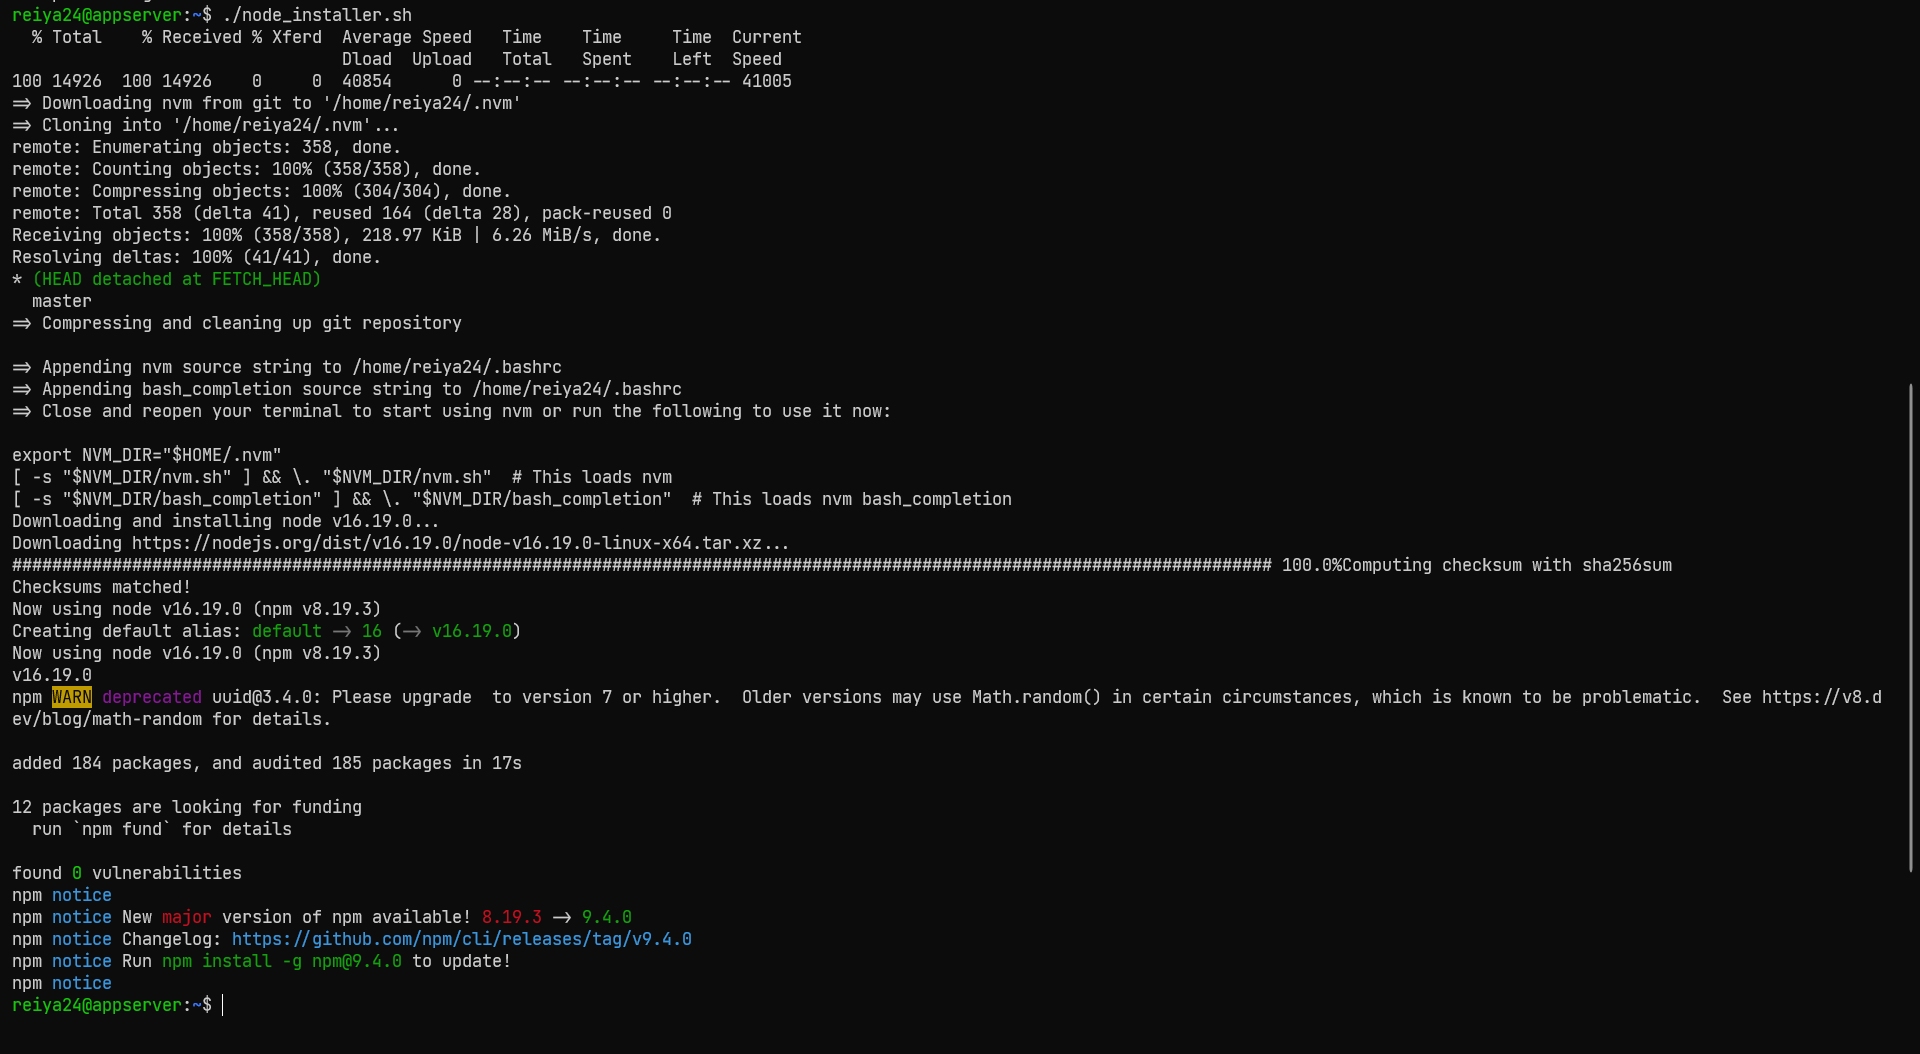 reiya24@appserver:~$ ./node_installer.sh
  % Total    % Received % Xferd  Average Speed   Time    Time     Time  Current
                                 Dload  Upload   Total   Spent    Left  Speed
100 14926  100 14926    0     0  40854      0 --:--:-- --:--:-- --:--:-- 41005
=> Downloading nvm from git to '/home/reiya24/.nvm'
=> Cloning into '/home/reiya24/.nvm'...
remote: Enumerating objects: 358, done.
remote: Counting objects: 100% (358/358), done.
remote: Compressing objects: 100% (304/304), done.
remote: Total 358 (delta 41), reused 164 (delta 28), pack-reused 0
Receiving objects: 100% (358/358), 218.97 KiB | 6.26 MiB/s, done.
Resolving deltas: 100% (41/41), done.
* (HEAD detached at FETCH_HEAD)
  master
=> Compressing and cleaning up git repository

=> Appending nvm source string to /home/reiya24/.bashrc
=> Appending bash_completion source string to /home/reiya24/.bashrc
=> Close and reopen your terminal to start using nvm or run the following to use it now:

export NVM_DIR="$HOME/.nvm"
[ -s "$NVM_DIR/nvm.sh" ] && \. "$NVM_DIR/nvm.sh"  # This loads nvm
[ -s "$NVM_DIR/bash_completion" ] && \. "$NVM_DIR/bash_completion"  # This loads nvm bash_completion
Downloading and installing node v16.19.0...
Downloading https://nodejs.org/dist/v16.19.0/node-v16.19.0-linux-x64.tar.xz...
############################################################################################################################## 100.0%Computing checksum with sha256sum
Checksums matched!
Now using node v16.19.0 (npm v8.19.3)
Creating default alias: default -> 16 (-> v16.19.0)
Now using node v16.19.0 (npm v8.19.3)
v16.19.0
npm WARN deprecated uuid@3.4.0: Please upgrade  to version 7 or higher.  Older versions may use Math.random() in certain circumstances, which is known to be problematic.  See https://v8.d
ev/blog/math-random for details.

added 184 packages, and audited 185 packages in 17s

12 packages are looking for funding
  run `npm fund` for details

found 0 vulnerabilities
npm notice
npm notice New major version of npm available! 8.19.3 -> 9.4.0
npm notice Changelog: https://github.com/npm/cli/releases/tag/v9.4.0
npm notice Run npm install -g npm@9.4.0 to update!
npm notice
reiya24@appserver:~$